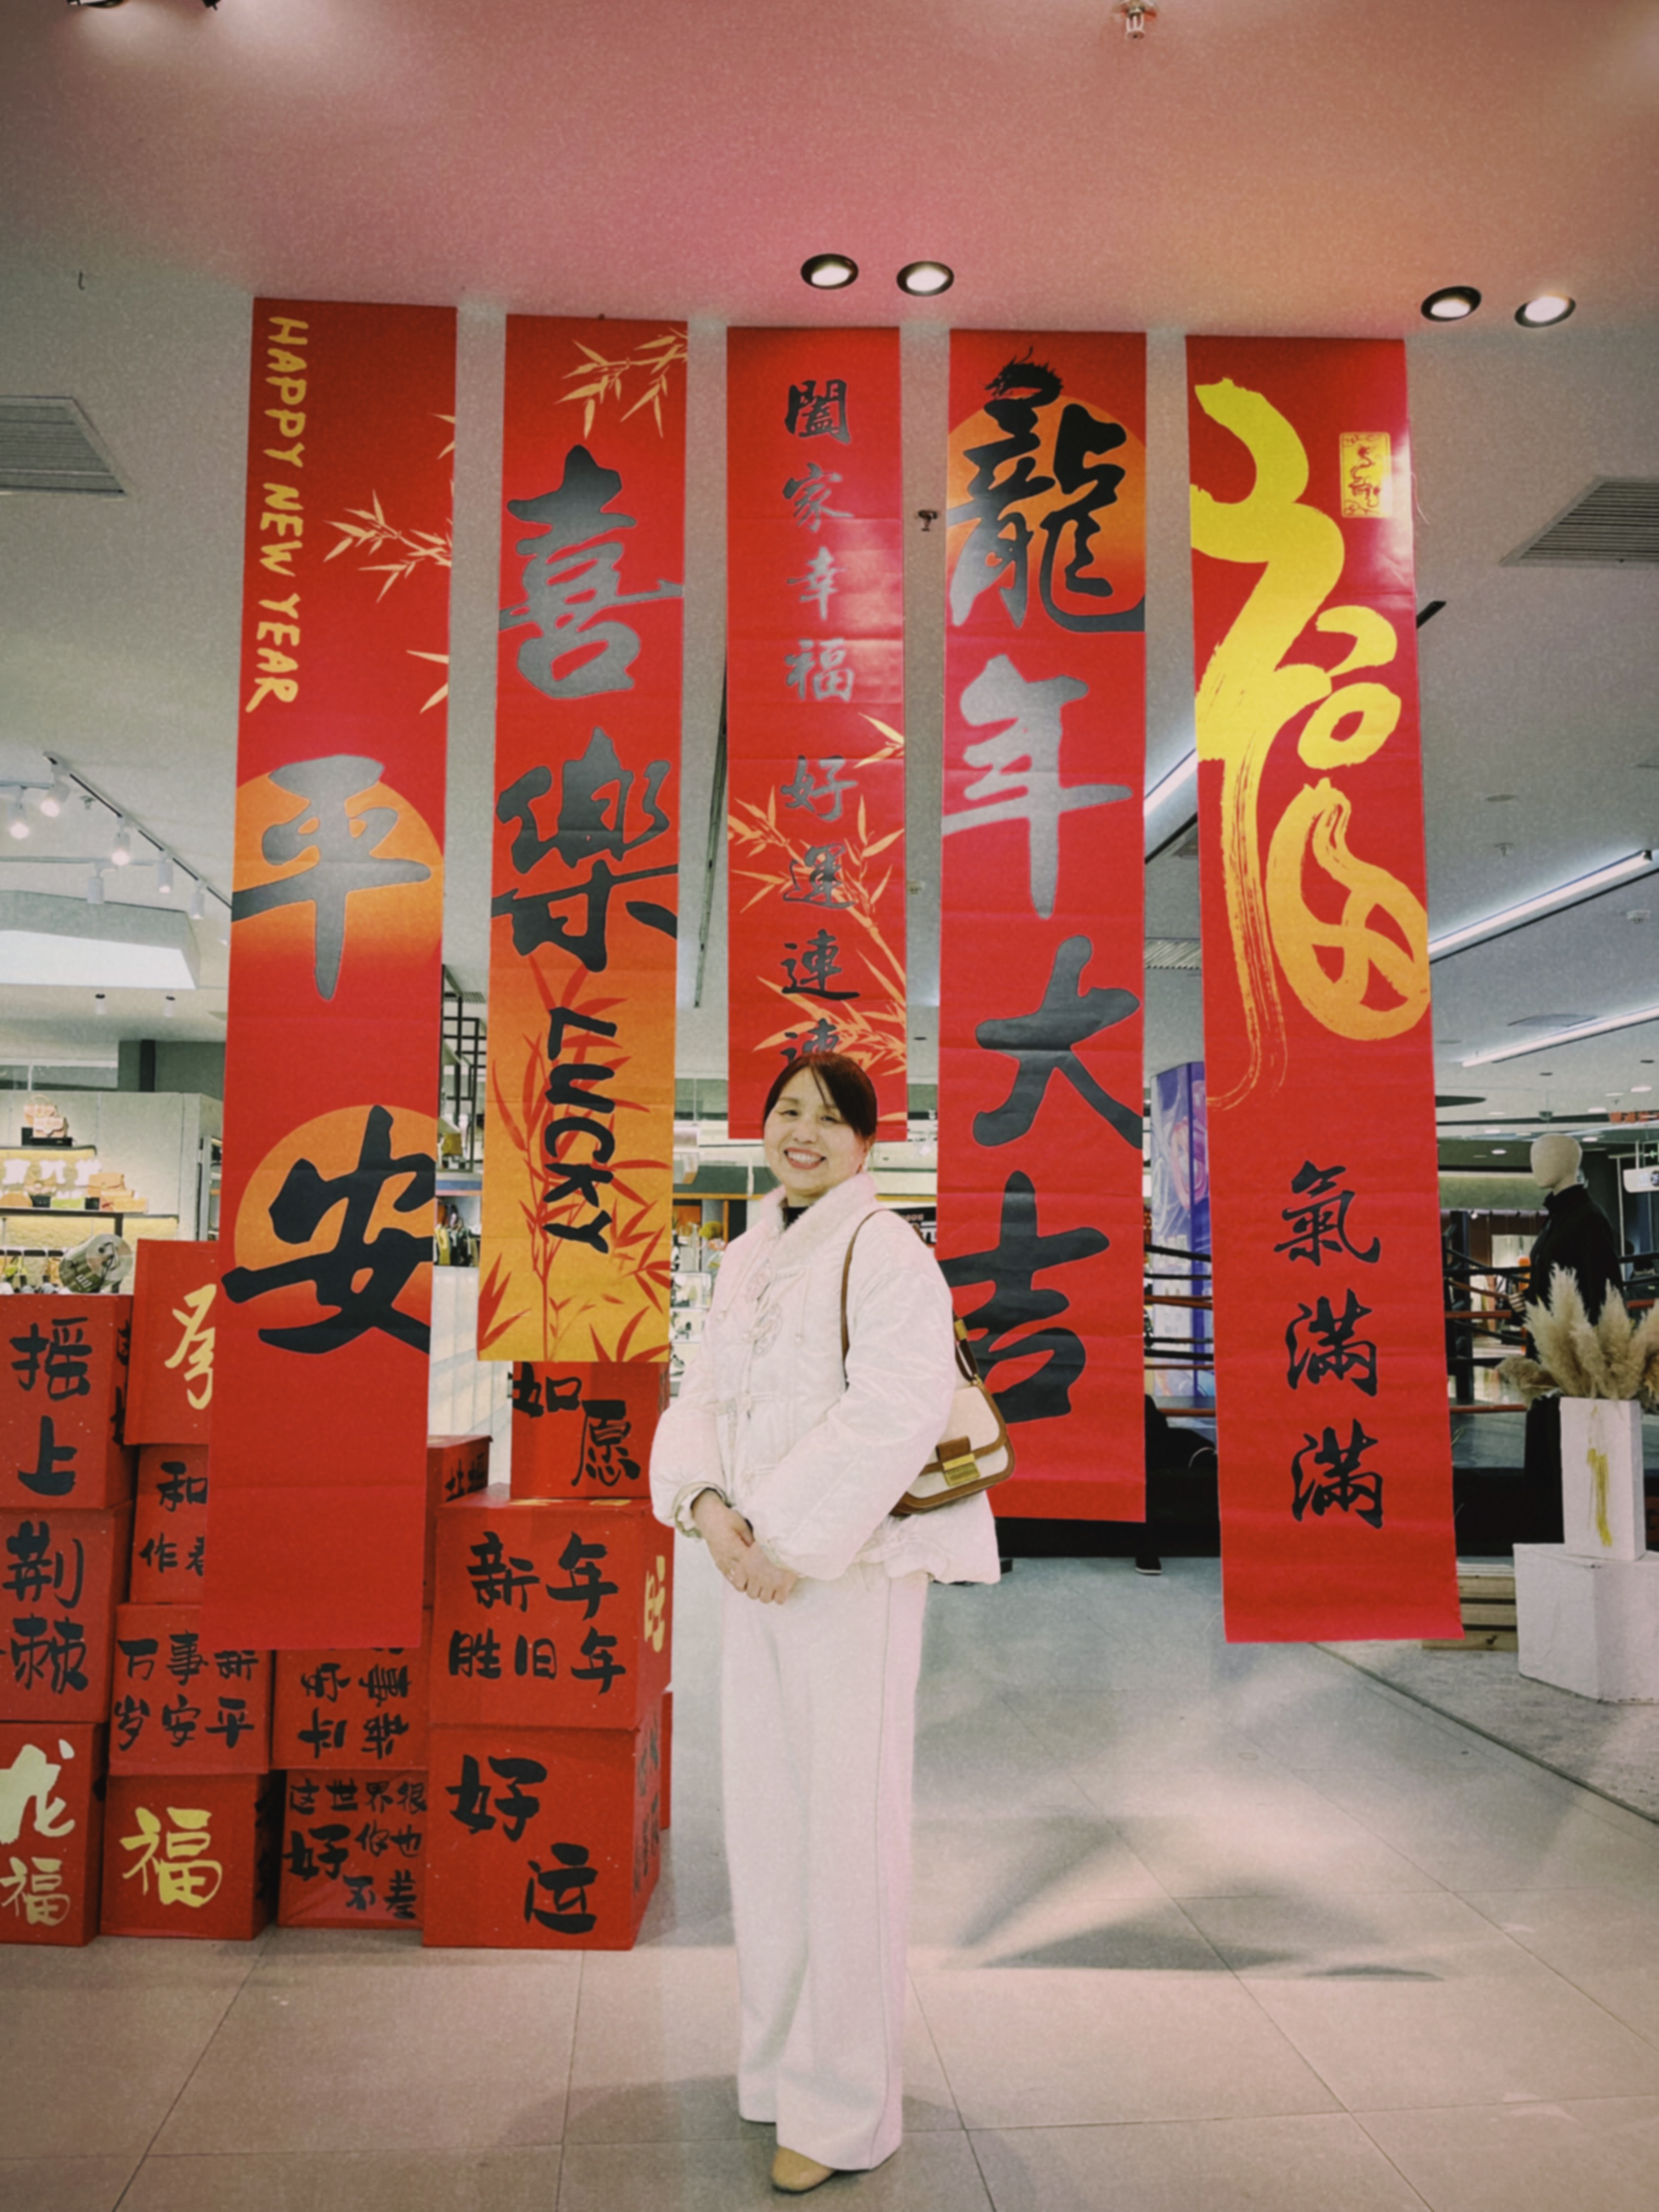 HAPPY NEW YEAR
平安
喜樂
LUCKY
闔家幸福好運連連
龍年大吉
福
氣滿滿
摇上
荆棘
龙
福
和
作
万事新
岁安平
福
这世界很
好你也
不差
如愿
新年
胜旧年
好运